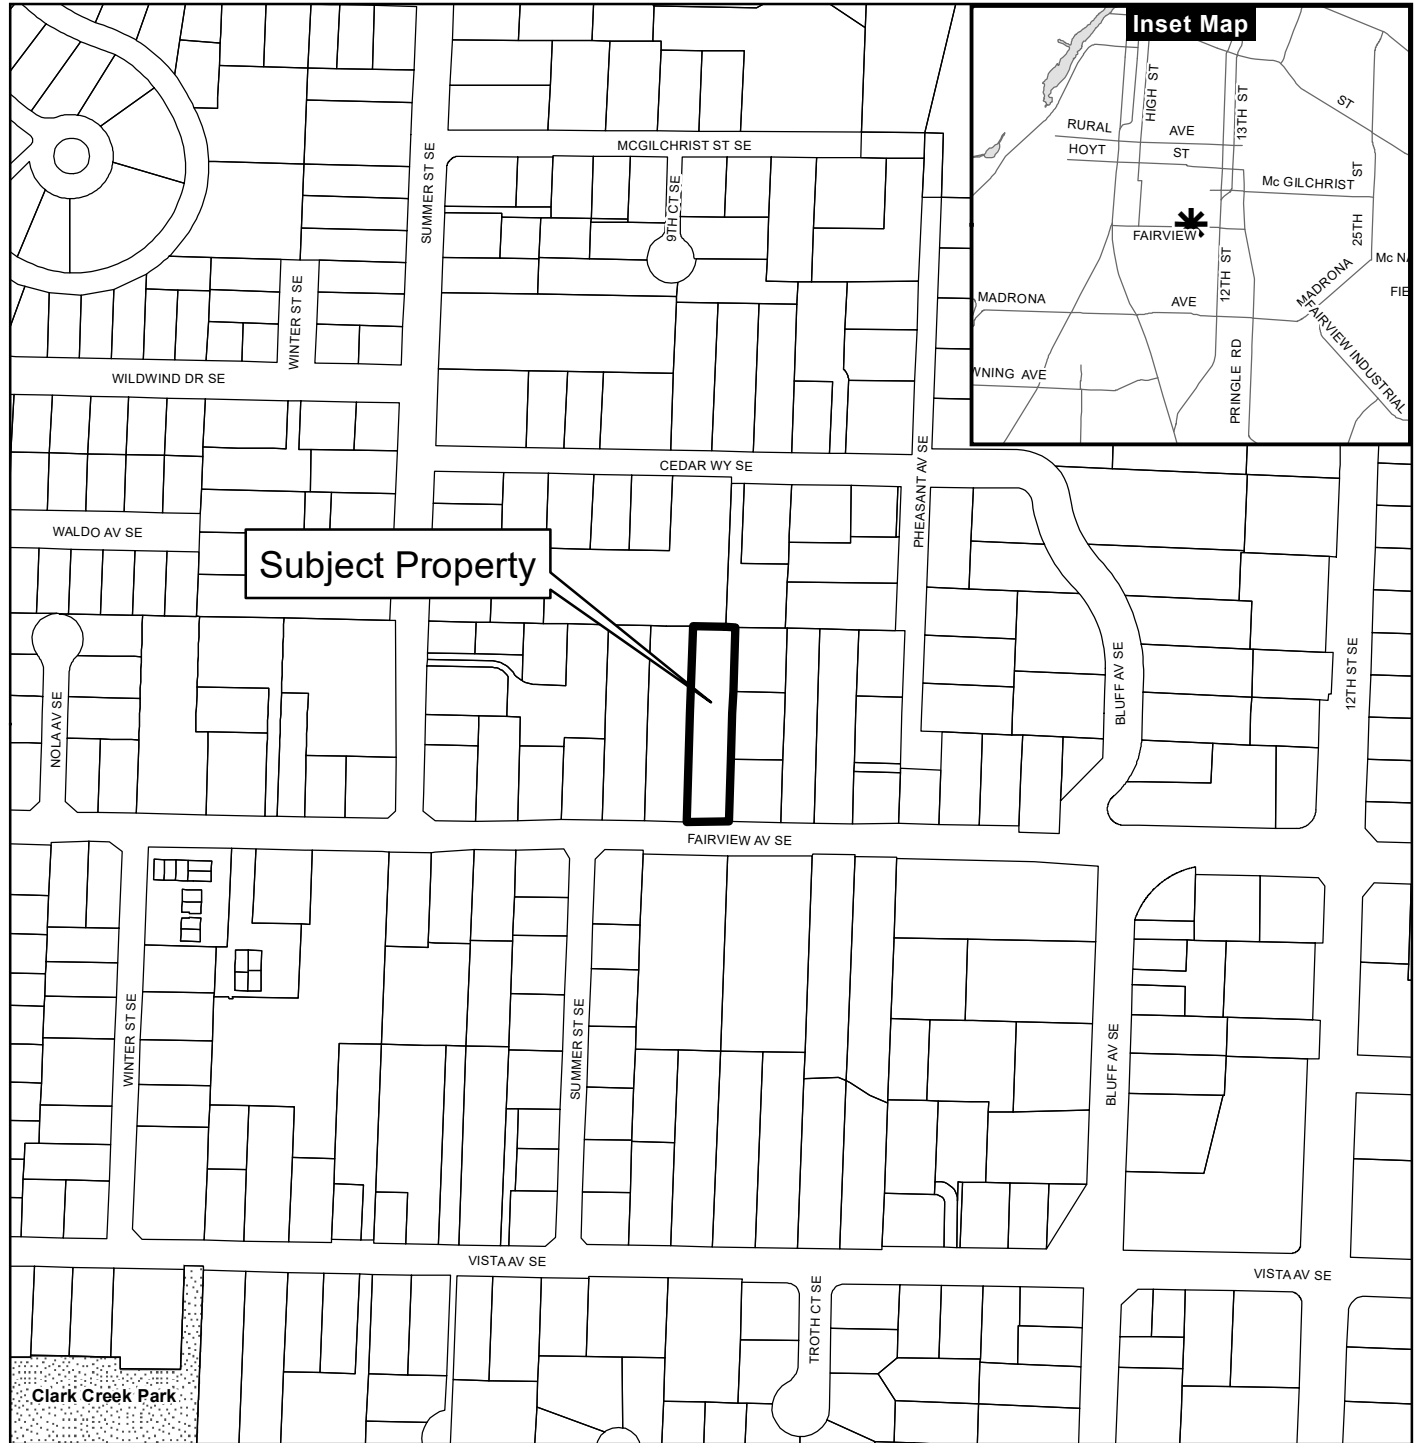 Inset Map
HIGH ST
13TH ST
ST
RURAL AVE
HOYT ST
Mc GILCHRIST
ST
25TH
FAIRVIEW
12TH ST
MADRONA
Mc NA
FIE
MADRONA AVE
FAIRVIEW INDUSTRIAL
WNING AVE
PRINGLE RD
MCGILCHRIST ST SE
SUMMER ST SE
9TH CT SE
WINTER ST SE
WILDWIND DR SE
CEDAR WY SE
PHEASANT AV SE
WALDO AV SE
Subject Property
NOLA AV SE
BLUFF AV SE
12TH ST SE
FAIRVIEW AV SE
WINTER ST SE
SUMMER ST SE
BLUFF AV SE
VISTA AV SE
VISTA AV SE
TROTH CT SE
Clark Creek Park